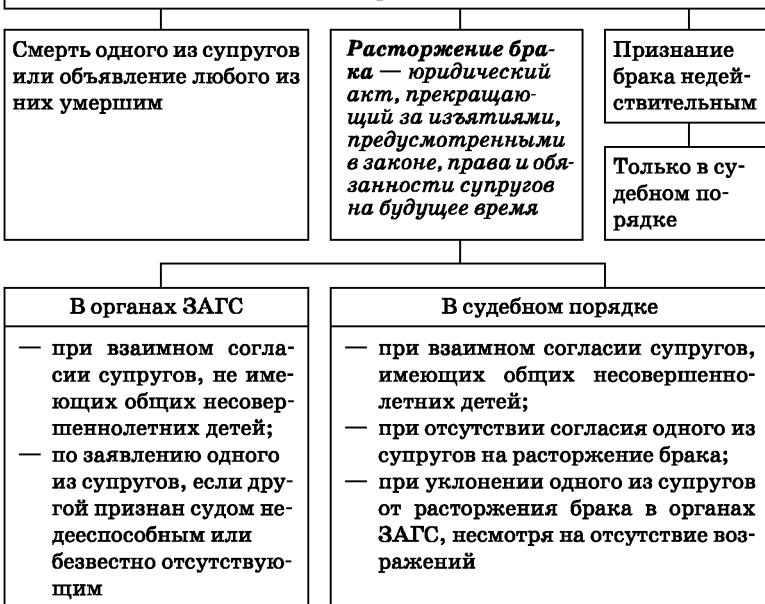 Смерть одного из супругов
или объявление любого из
них умершим
Расторжение бра-
ка — юридический
акт, прекращаю-
щий за изъятиями,
предусмотренными
в законе, права и обя-
занности супругов
на будущее время
Признание
брака недей-
ствительным
Только в су-
дебном по-
рядке
В органах ЗАГС
— при взаимном согла-
сии супругов, не име-
ющих общих несовер-
шеннолетних детей;
— по заявлению одного
из супругов, если дру-
гой признан судом не-
дееспособным или
безвестно отсутствую-
щим
В судебном порядке
— при взаимном согласии супругов,
имеющих общих несовершенно-
летних детей;
— при отсутствии согласия одного из
супругов на расторжение брака;
— при уклонении одного из супругов
от расторжения брака в органах
ЗАГС, несмотря на отсутствие воз-
ражений